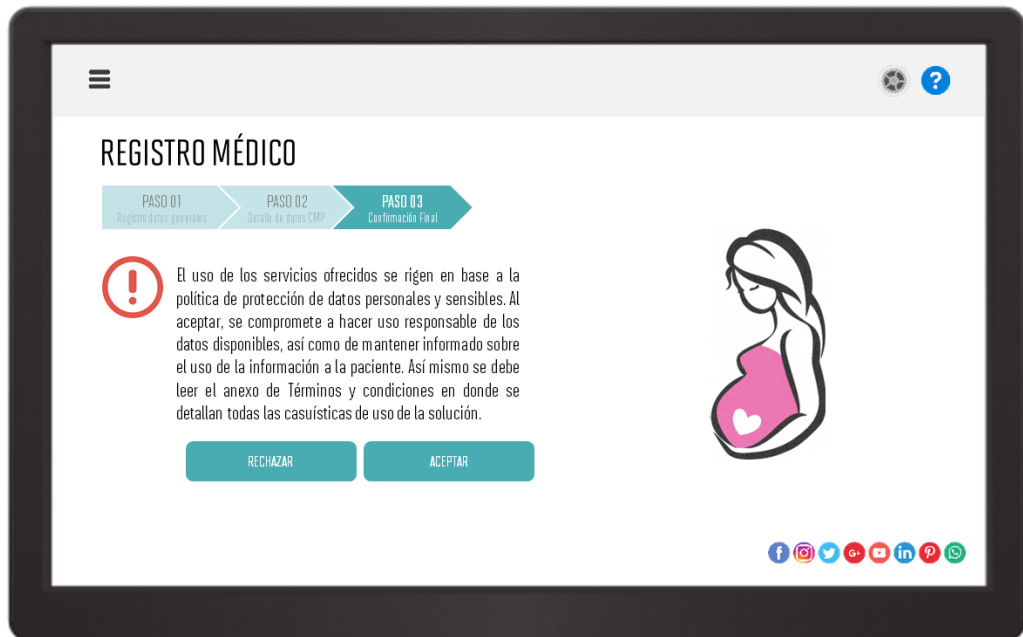 ?
REGISTRO MÉDICO
PASO 01
Registro datos generales
PASO 02
Detalle de datos CMP
PASO 03
Confirmación Final
!
El uso de los servicios ofrecidos se rigen en base a la
política de protección de datos personales y sensibles. Al
aceptar, se compromete a hacer uso responsable de los
datos disponibles, así como de mantener informado sobre
el uso de la información a la paciente. Así mismo se debe
leer el anexo de Términos y condiciones en donde se
detallan todas las casuísticas de uso de la solución.
RECHAZAR
ACEPTAR
f
G+
in